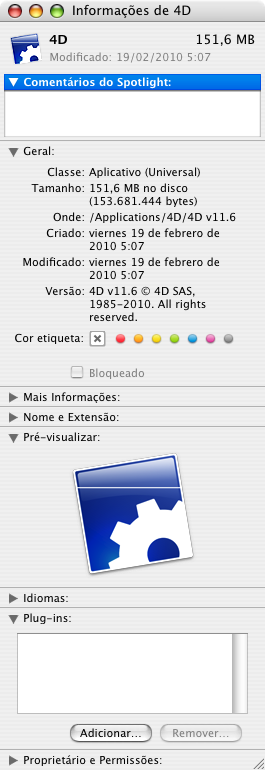 Informações de 4D
4D 151,6 MB
Modificado: 19/02/2010 5:07
Comentários do Spotlight:
Geral:
Classe: Aplicativo (Universal)
Tamanho: 151,6 MB no disco
(153.681.444 bytes)
Onde: /Applications/4D/4D v11.6
Criado: viernes 19 de febrero de
2010 5:07
Modificado: viernes 19 de febrero de
2010 5:07
Versão: 4D v11.6 © 4D SAS,
1985-2010. All rights
reserved.
Cor etiqueta:
Bloqueado
Mais Informações:
Nome e Extensão:
Pré-visualizar:
Idiomas:
Plug-ins:
Adicionar... Remover...
Proprietário e Permissões: